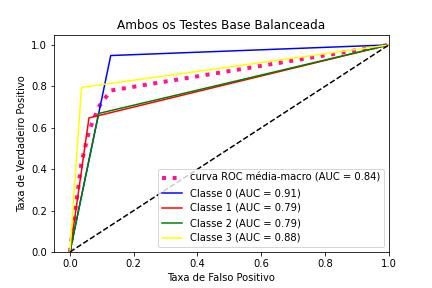 Ambos os Testes Base Balanceada
Taxa de Verdadeiro Positivo
1.0
0.8
0.6
0.4
0.2
0.0
curva ROC média-macro (AUC = 0.84)
Classe 0 (AUC = 0.91)
Classe 1 (AUC = 0.79)
Classe 2 (AUC = 0.79)
Classe 3 (AUC = 0.88)
0.0 0.2 0.4 0.6 0.8 1.0
Taxa de Falso Positivo